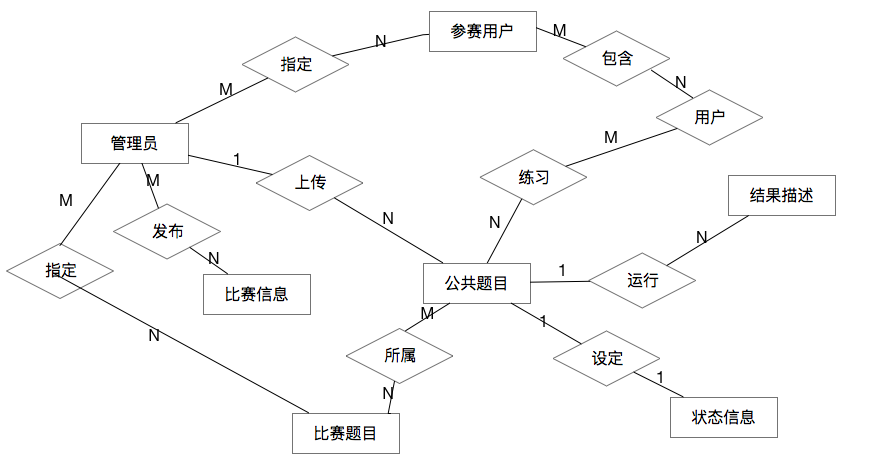 参赛用户
M
N
包含
指定
N
M
用户
M
管理员
1
上传
练习
M
M
结果描述
N
N
发布
N
指定
N
运行
1
公共题目
比赛信息
M
1
N
所属
设定
1
N
状态信息
比赛题目